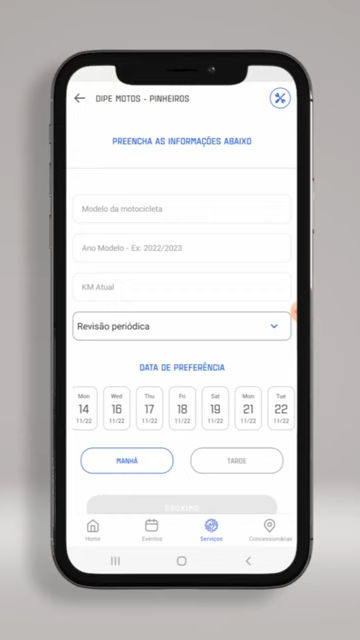 DIPE MOTOS - PINHEIROS
PREENCHA AS INFORMAÇÕES ABAIXO
Modelo da motocicleta
Ano Modelo - Ex: 2022/2023
KM Atual
Revisão periódica
DATA DE PREFERÊNCIA
Mon Wed Thu Fri Sat Mon Tue
14 16 17 18 19 21 22
11/22 11/22 11/22 11/22 11/22 11/22 11/22
MANHÃ TARDE
PRÓXIMO
Home Eventos Serviços Concessionárias